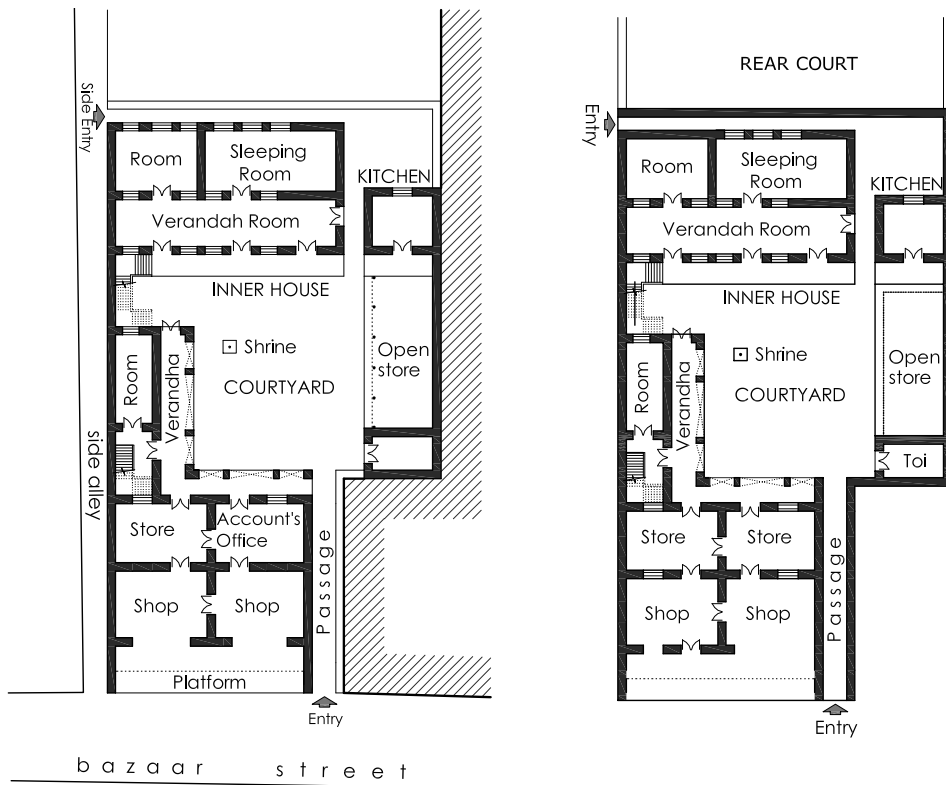 Side Entry
Room
Sleeping
Room
KITCHEN
Verandah Room
INNER HOUSE
Shrine
COURTYARD
Open
store
Room
Verandha
side alley
Store
Account's
Office
Shop
Shop
Passage
Platform
Entry
bazaar street
REAR COURT
Entry
Room
Sleeping
Room
KITCHEN
Verandah Room
INNER HOUSE
Shrine
COURTYARD
Open
store
Room
Verandha
Toi
Store
Store
Shop
Shop
Passage
Entry